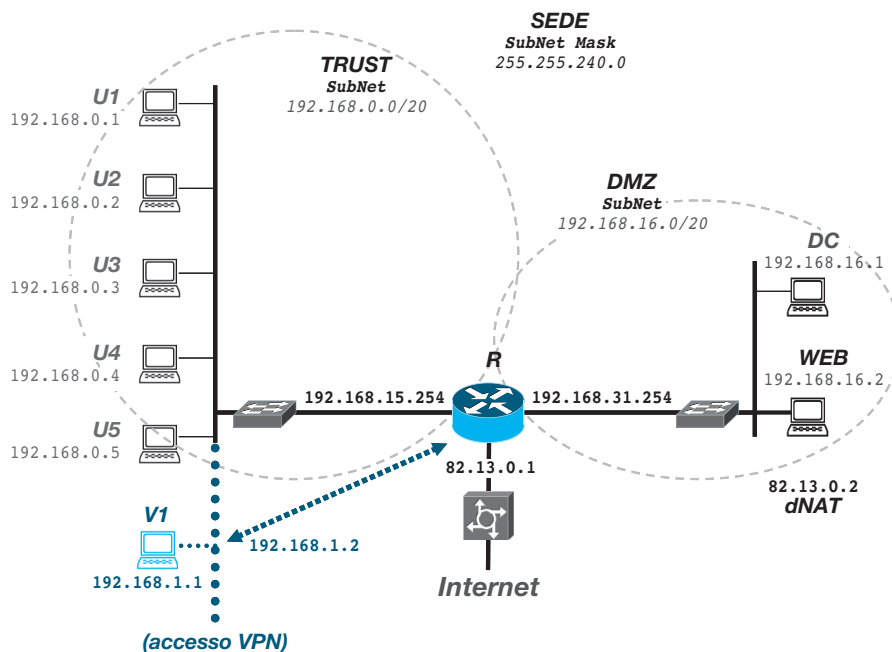 SEDE
SubNet Mask
255.255.240.0
TRUST
SubNet
192.168.0.0/20
U1
192.168.0.1
U2
192.168.0.2
U3
192.168.0.3
U4
192.168.0.4
U5
192.168.0.5
DMZ
SubNet
192.168.16.0/20
DC
192.168.16.1
WEB
192.168.16.2
R
192.168.15.254
192.168.31.254
82.13.0.1
82.13.0.2
dNAT
V1
192.168.1.2
192.168.1.1
Internet
(accesso VPN)